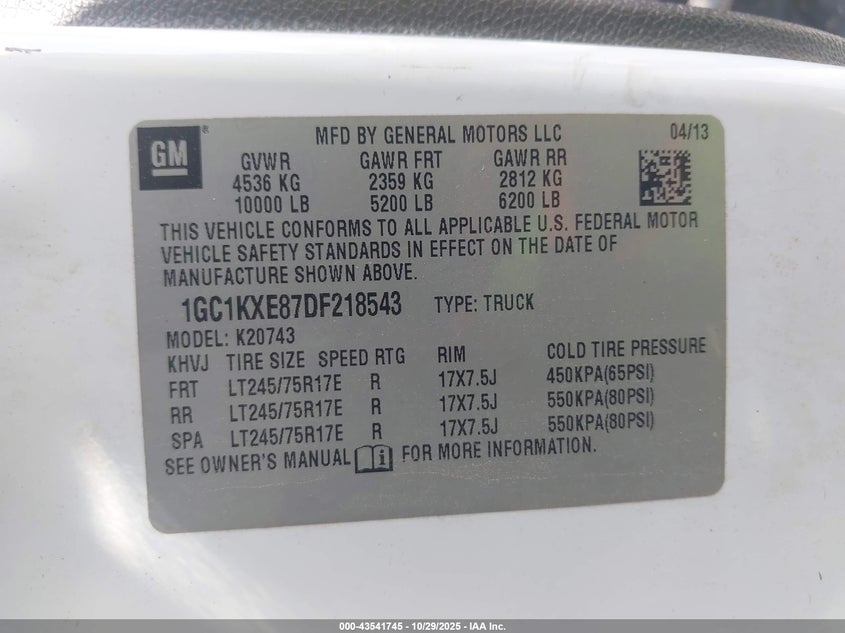 GM ®
MFD BY GENERAL MOTORS LLC 04/13
GVWR GAWR FRT GAWR RR
4536 KG 2359 KG 2812 KG
10000 LB 5200 LB 6200 LB
THIS VEHICLE CONFORMS TO ALL APPLICABLE U.S. FEDERAL MOTOR
VEHICLE SAFETY STANDARDS IN EFFECT ON THE DATE OF
MANUFACTURE SHOWN ABOVE.
1GC1KXE87DF218543 TYPE: TRUCK
MODEL: K20743
KHVJ TIRE SIZE SPEED RTG RIM COLD TIRE PRESSURE
FRT LT245/75R17E R 17X7.5J 450KPA(65PSI)
RR LT245/75R17E R 17X7.5J 550KPA(80PSI)
SPA LT245/75R17E R 17X7.5J 550KPA(80PSI)
SEE OWNER'S MANUAL i FOR MORE INFORMATION.
000-43541745 | 10/29/2025 - IAA Inc.